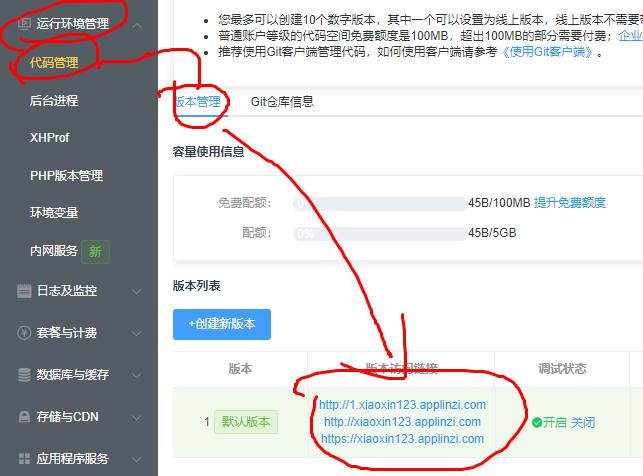 运行环境管理
代码管理
后台进程
XHProf
PHP版本管理
环境变量
内网服务 新
日志及监控
套餐与计费
数据库与缓存
存储与CDN
应用程序服务
您最多可以创建10个数字版本，其中一个可以设置为线上版本，线上版本不需要
普通账户等级的代码空间免费额度是100MB，超出100MB的部分需要付费；企业
推荐使用Git客户端管理代码，如何使用客户端请参考《使用Git客户端》。
版本管理 Git仓库信息
容量使用信息
免费配额： 0% 45B/100MB 提升免费额度
配额： 0% 45B/5GB
版本列表
+创建新版本
版本 版本访问链接 调试状态
1 默认版本
http://1.xiaoxin123.applinzi.com
http://xiaoxin123.applinzi.com
https://xiaoxin123.applinzi.com
开启 关闭